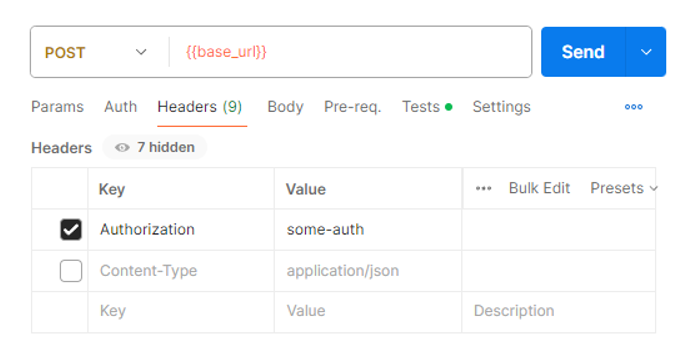 POST {{base_url}} Send
Params Auth Headers (9) Body Pre-req. Tests Settings
Headers 7 hidden
Key Value Bulk Edit Presets
Authorization some-auth
Content-Type application/json
Key Value Description